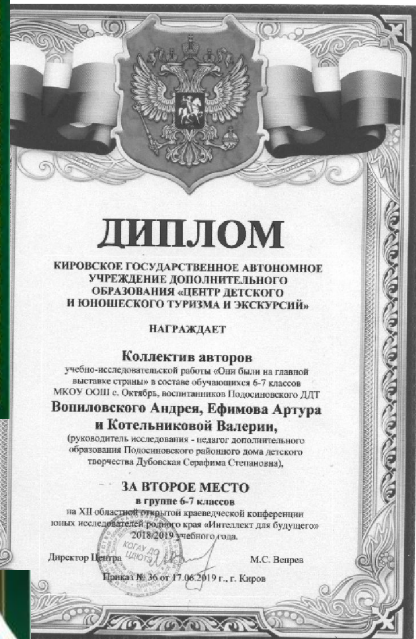 ДИПЛОМ
КИРОВСКОЕ ГОСУДАРСТВЕННОЕ АВТОНОМНОЕ
УЧРЕЖДЕНИЕ ДОПОЛНИТЕЛЬНОГО
ОБРАЗОВАНИЯ «ЦЕНТР ДЕТСКОГО
И ЮНОШЕСКОГО ТУРИЗМА И ЭКСКУРСИЙ»
НАГРАЖДАЕТ
Коллектив авторов
учебно-исследовательской работы «Они были на главной
выставке страны» в составе обучающихся 6-7 классов
МКОУ ООШ с. Октябрь, воспитанников Подосиновского ДДТ
Вопиловского Андрея, Ефимова Артура
и Котельниковой Валерии,
(руководитель исследования - педагог дополнительного
образования Подосиновского районного дома детского
творчества Дубовская Серафима Степановна),
ЗА ВТОРОЕ МЕСТО
в группе 6-7 классов
на XII областной открытой краеведческой конференции
юных исследователей родного края «Интеллект для будущего»
2018/2019 учебного года.
Директор Центра М.С. Вепрев
Приказ № 36 от 17.06.2019 г., г. Киров